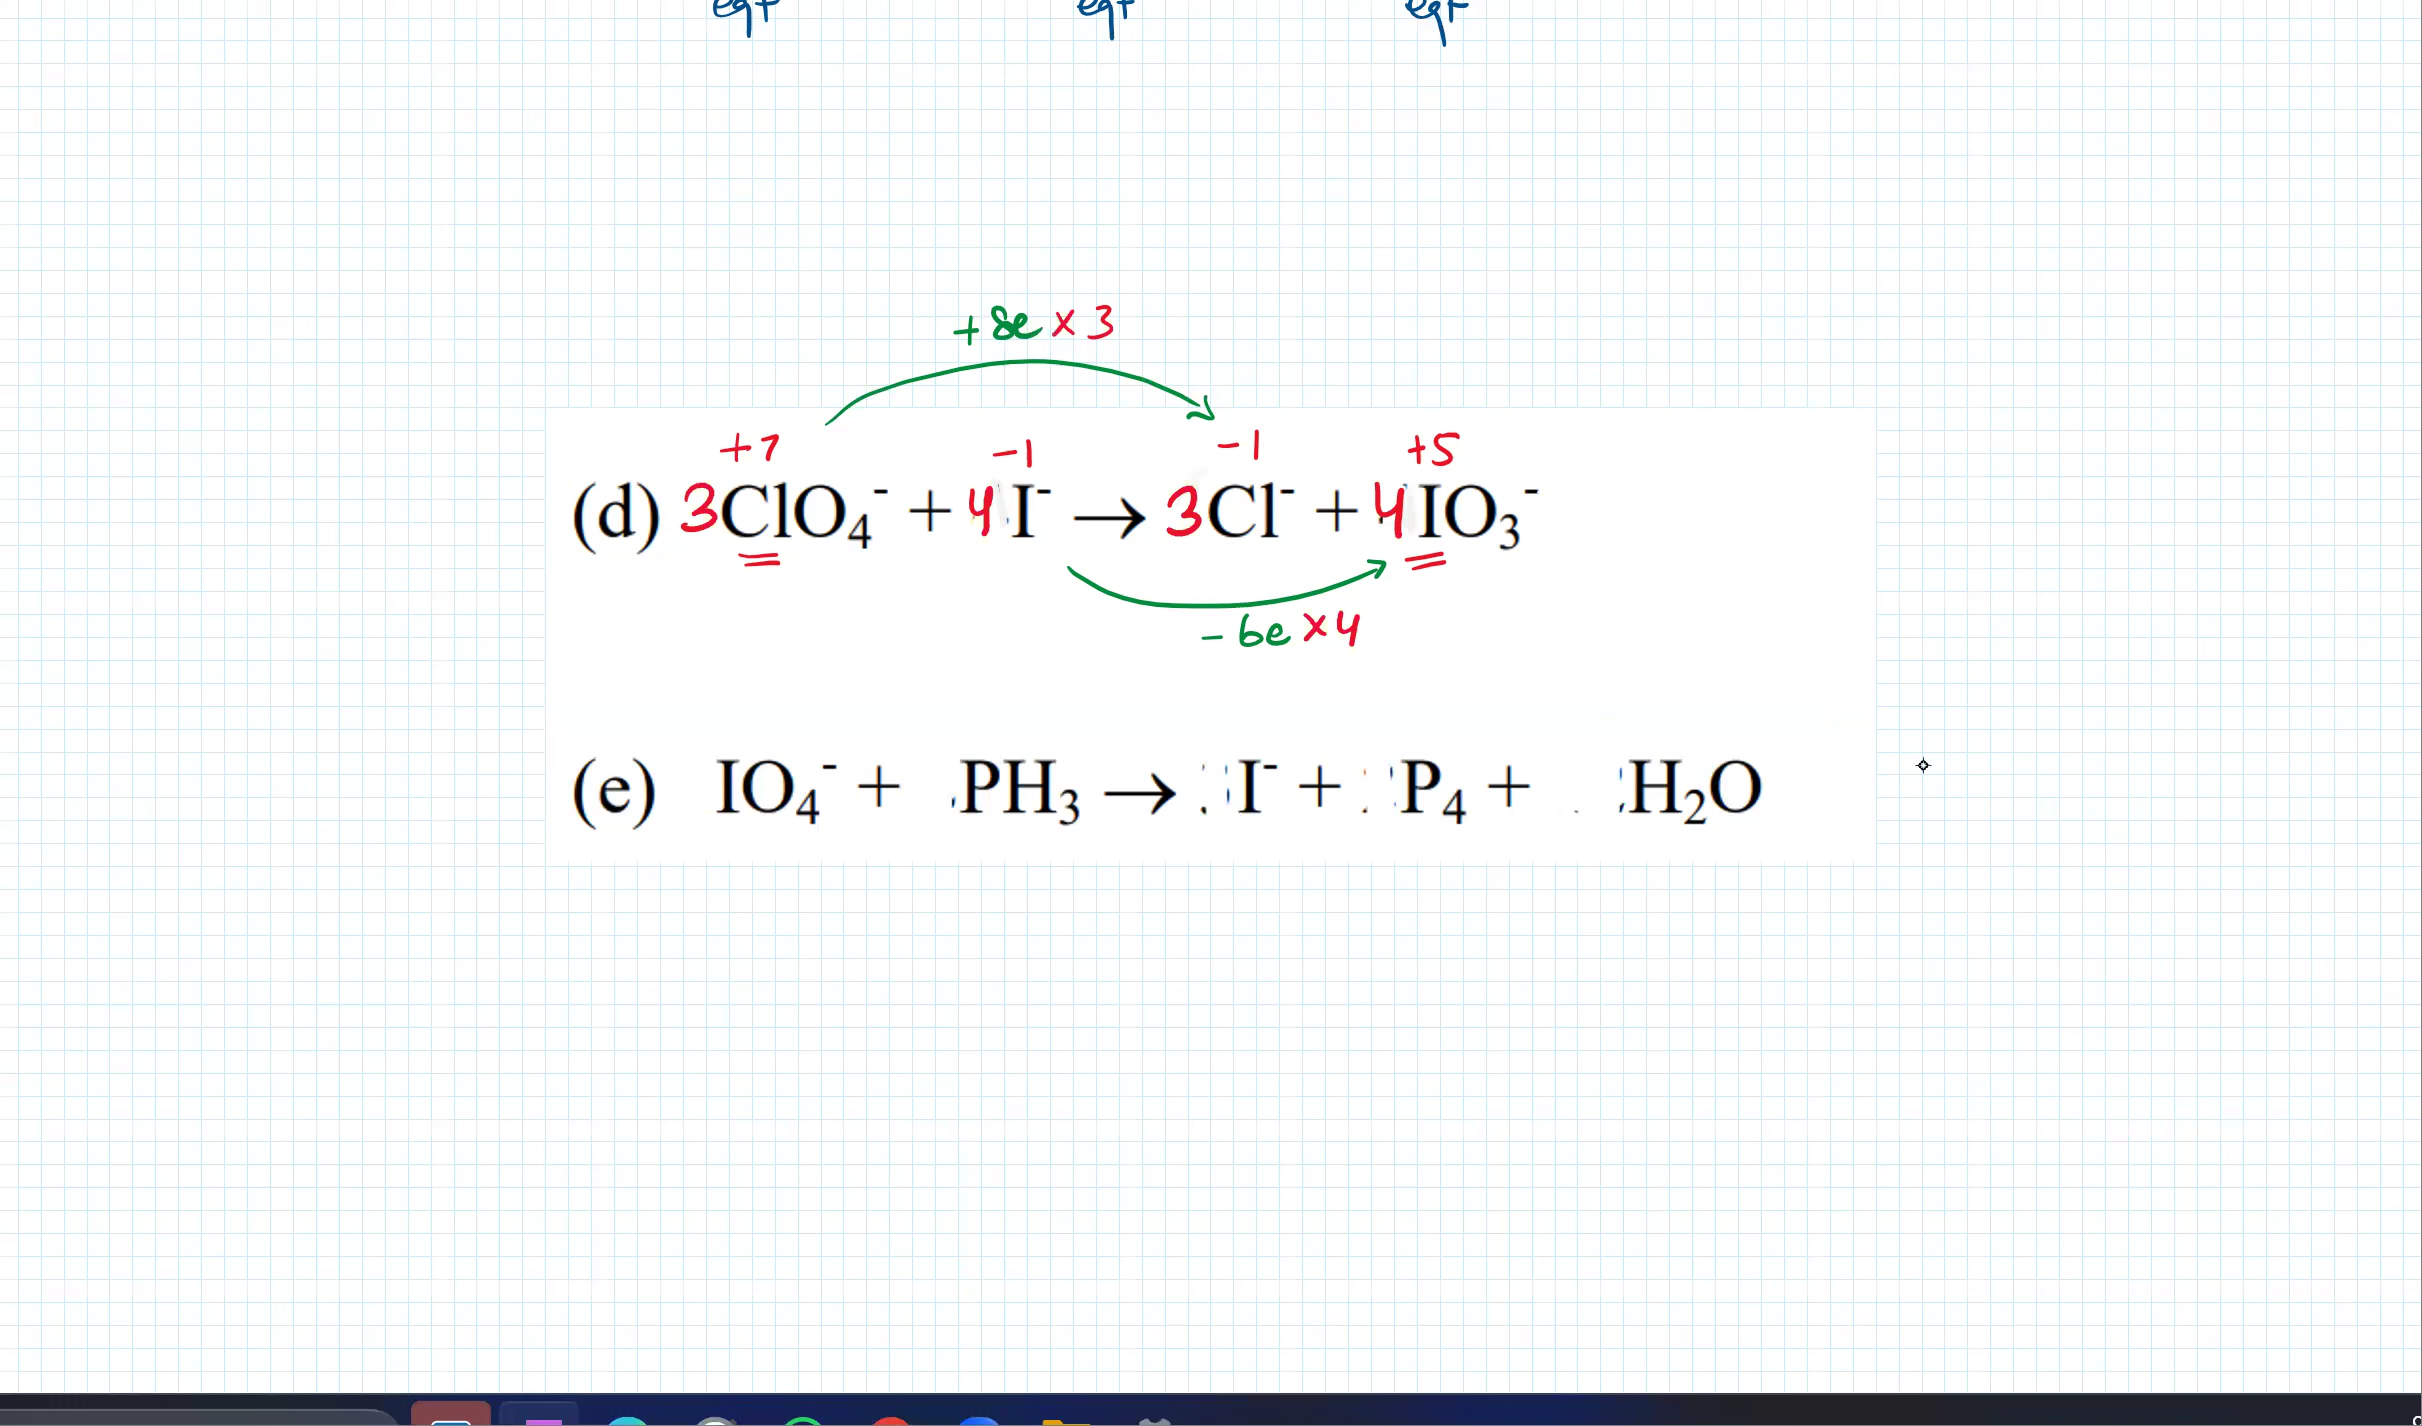 +8e × 3
+7 -1 -1 +5
(d) 3ClO₄⁻ + 4I⁻ → 3Cl⁻ + 4IO₃⁻
- 6e × 4
(e) IO₄⁻ + PH₃ → I⁻ + P₄ + H₂O